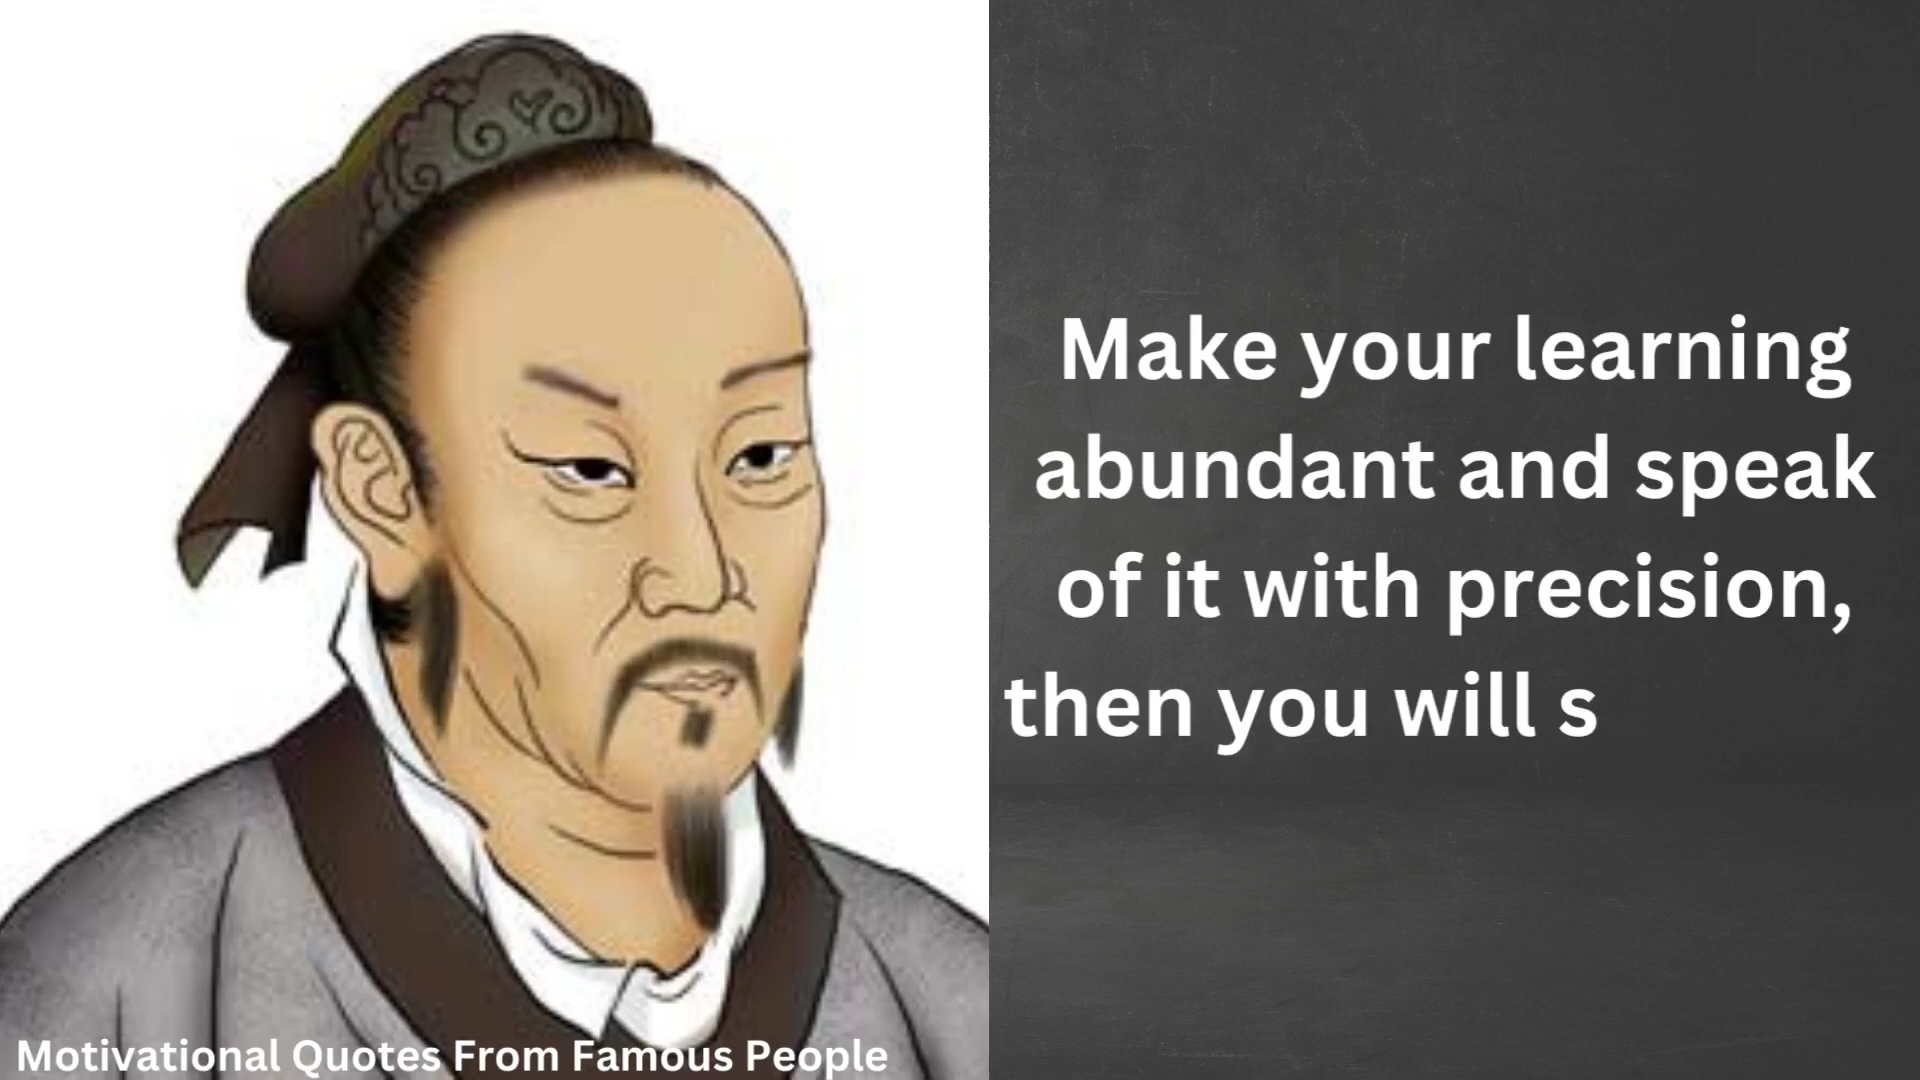 Make your learning
abundant and speak
of it with precision,
then you will s
Motivational Quotes From Famous People